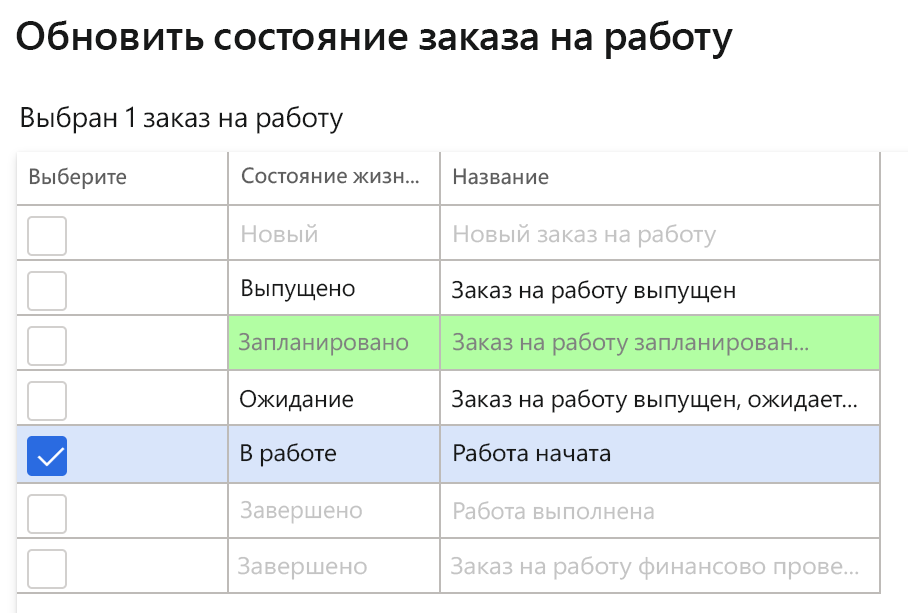 Обновить состояние заказа на работу
Выбран 1 заказ на работу
Выберите Состояние жизн... Название
Новый Новый заказ на работу
Выпущено Заказ на работу выпущен
Запланировано Заказ на работу запланирован...
Ожидание Заказ на работу выпущен, ожидает...
В работе Работа начата
Завершено Работа выполнена
Завершено Заказ на работу финансово прове...